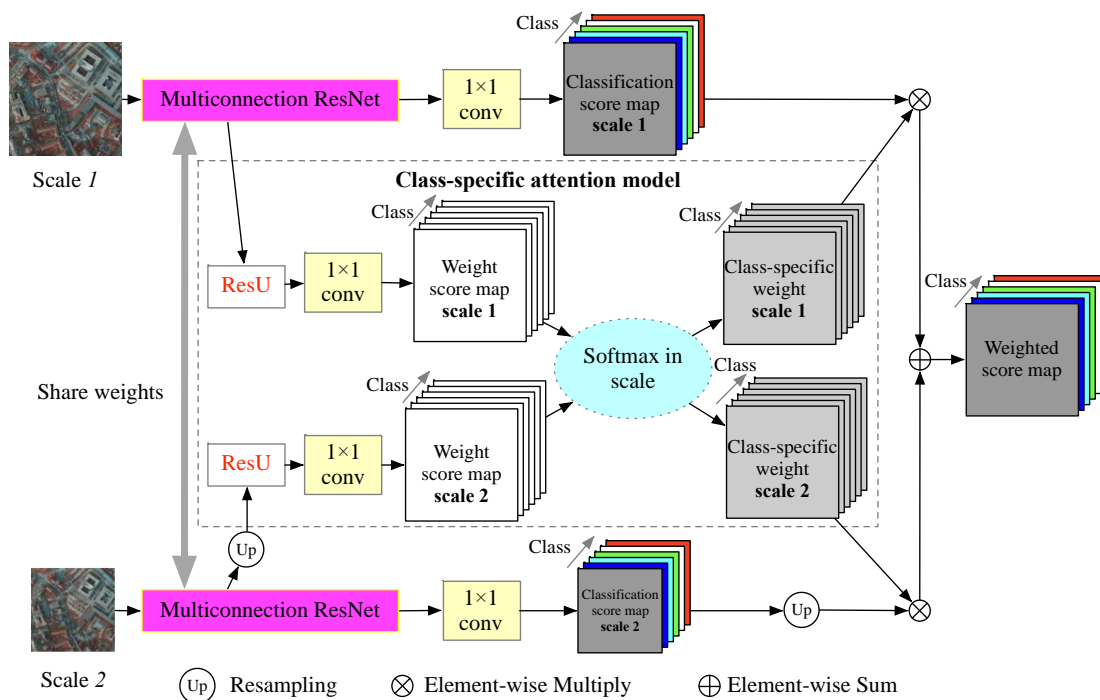 Class
Multiconnection ResNet
1×1
conv
Classification
score map
scale 1
Scale 1
Class-specific attention model
Class
Class
ResU
1×1
conv
Weight
score map
scale 1
Class-specific
weight
scale 1
Class
Softmax in
scale
Weighted
score map
Share weights
Class
Class
ResU
1×1
conv
Weight
score map
scale 2
Class-specific
weight
scale 2
Up
Class
Multiconnection ResNet
1×1
conv
Classification
score map
scale 2
Up
Scale 2
Up Resampling
Element-wise Multiply
Element-wise Sum